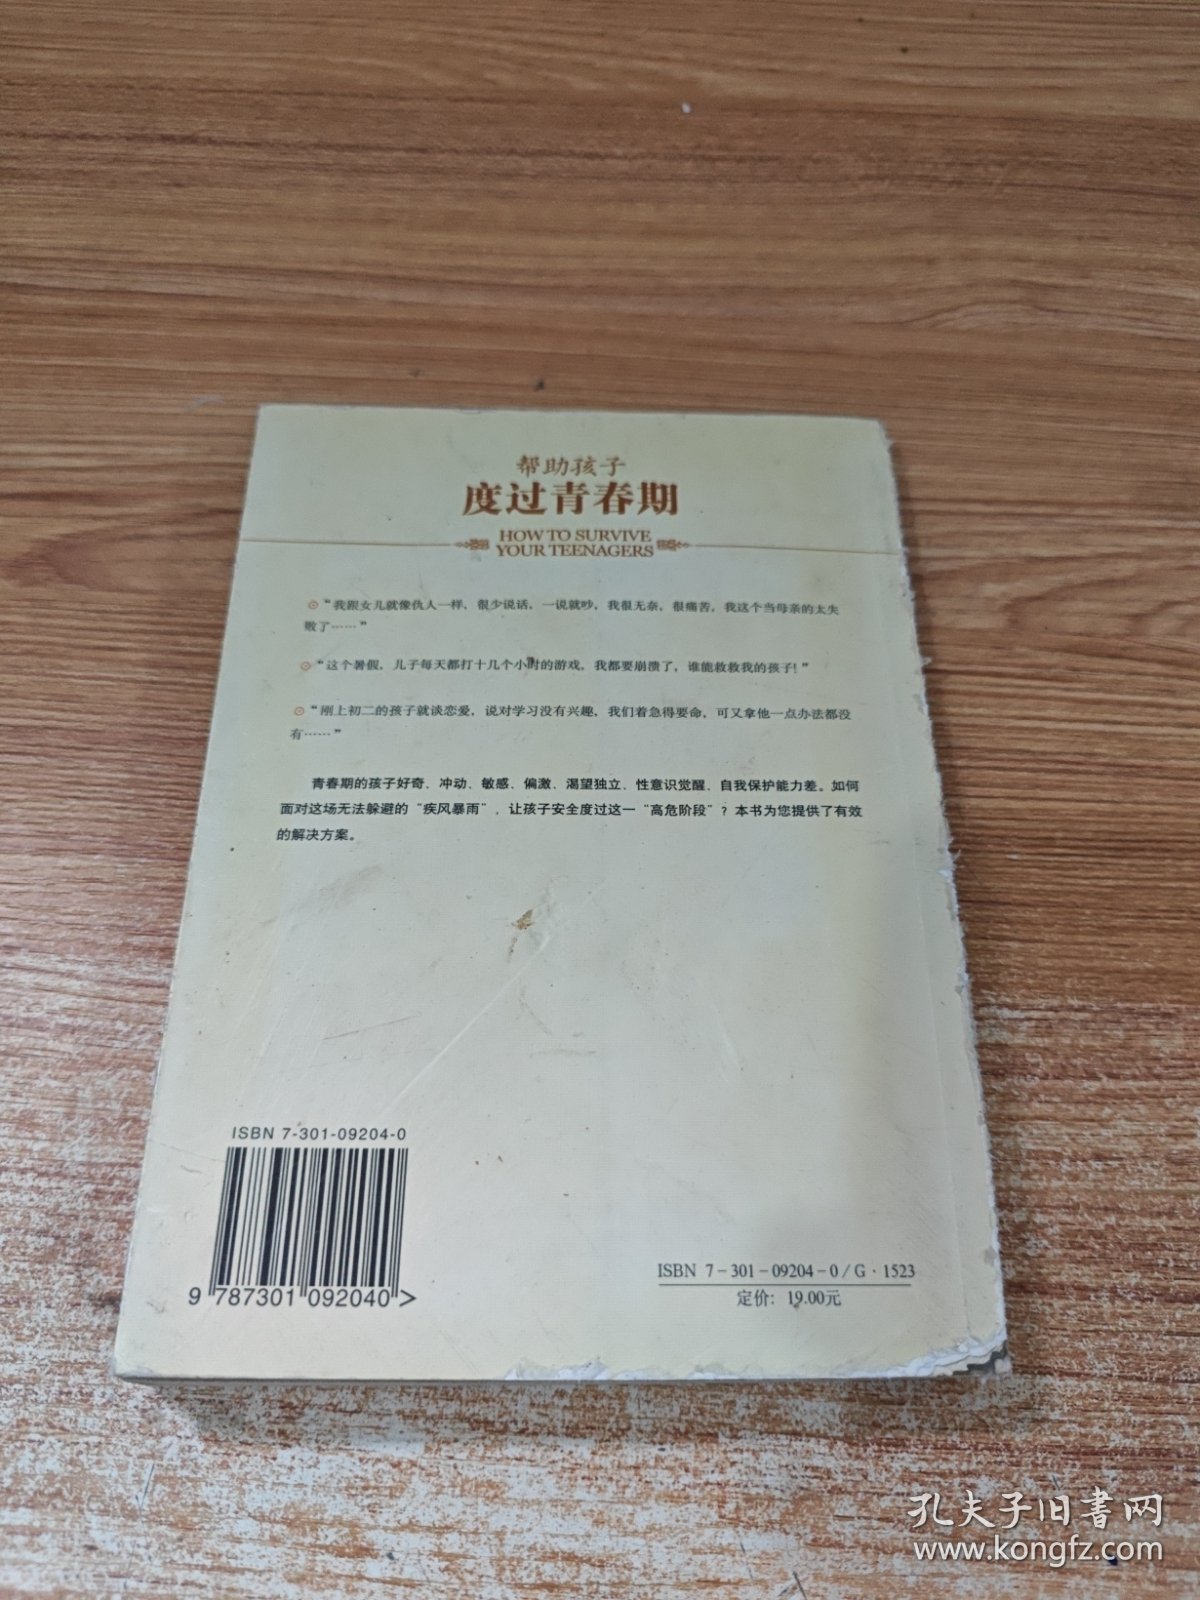 帮助孩子
度过青春期
HOW TO SURVIVE
YOUR TEENAGERS
⊙“我跟女儿就像仇人一样，很少说话，一说就吵，我很无奈，很痛苦，我这个当母亲的太失
败了……”
⊙“这个暑假，儿子每天都打十几个小时的游戏，我都要崩溃了，谁能救救我的孩子！”
⊙“刚上初二的孩子就谈恋爱，说对学习没有兴趣，我们着急得要命，可又拿他一点办法都没
有……”
青春期的孩子好奇、冲动、敏感、偏激、渴望独立、性意识觉醒、自我保护能力差。如何
面对这场无法躲避的“疾风暴雨”，让孩子安全度过这一“高危阶段”？本书为您提供了有效
的解决方案。
ISBN 7-301-09204-0
9 787301 092040 >
ISBN 7－301－09204－0/G·1523
定价：19.00元
孔夫子旧书网
www.kongfz.com